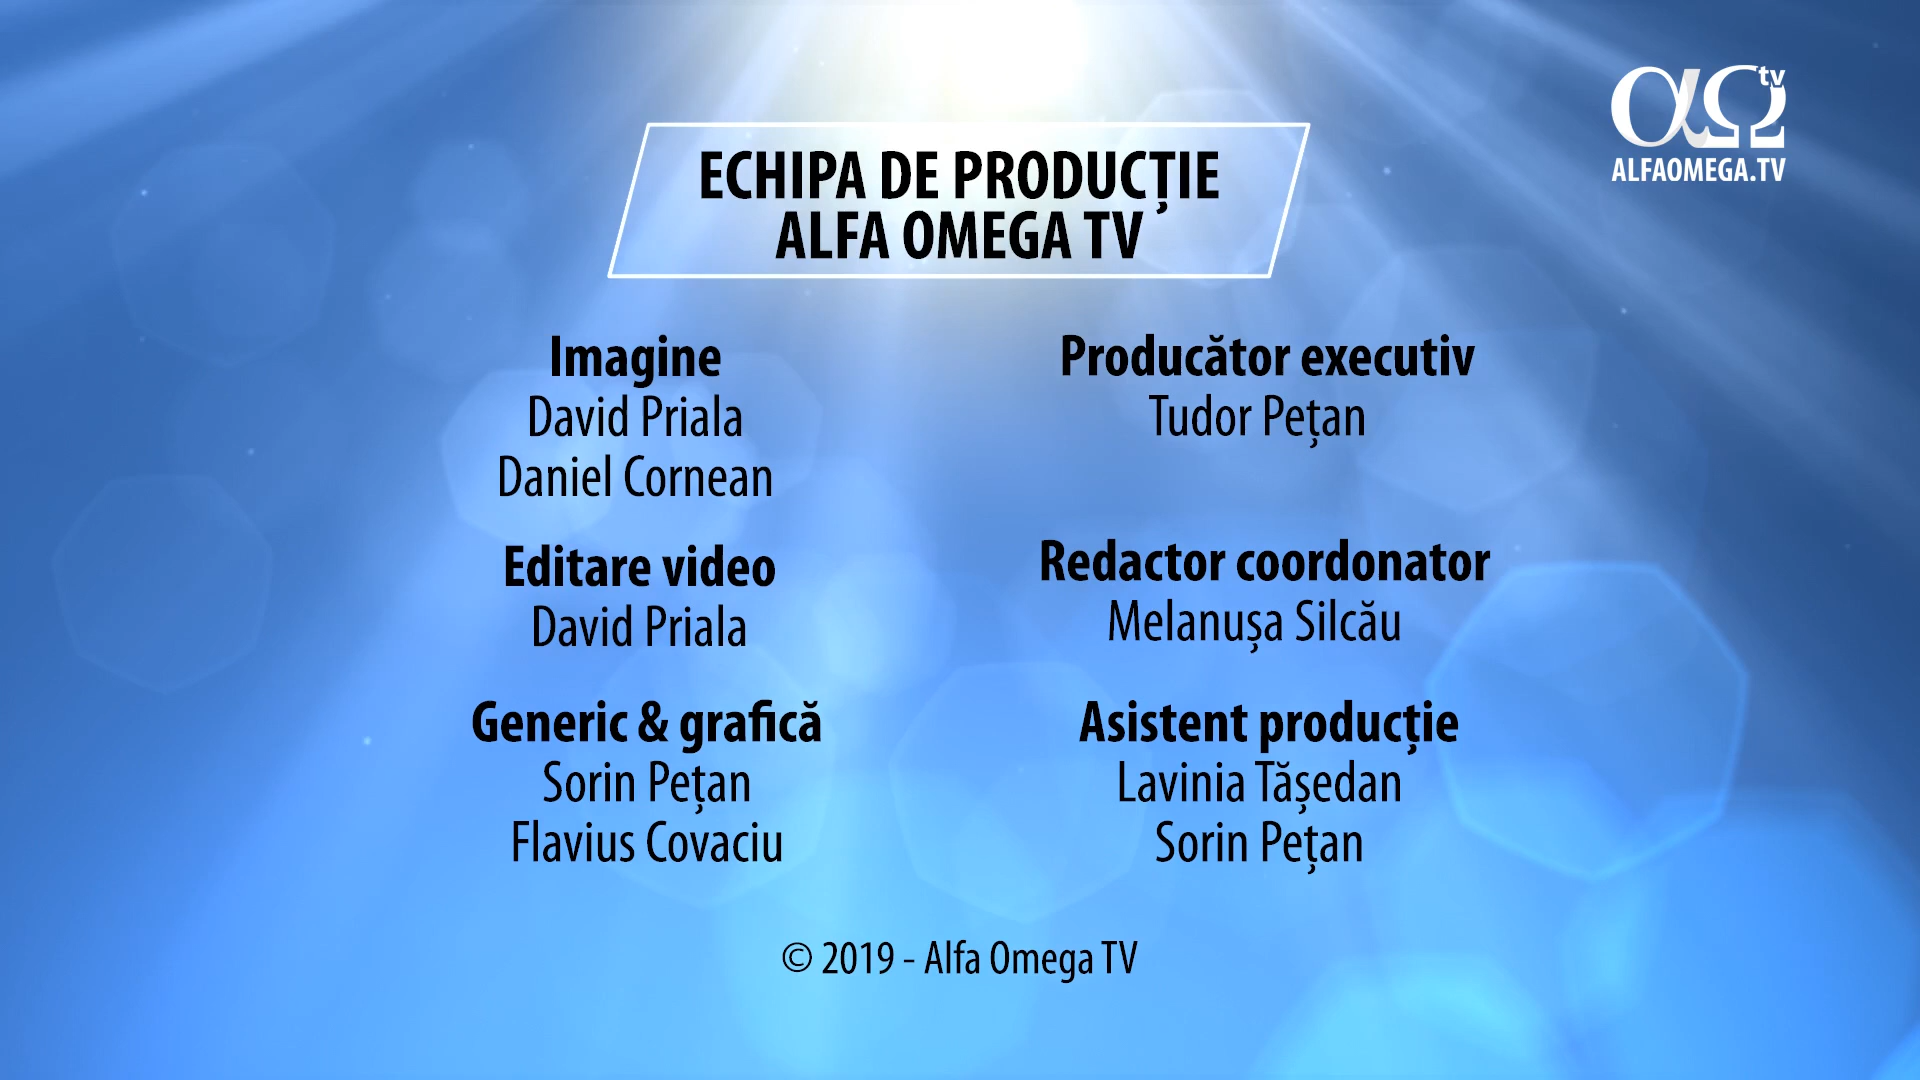 αΩ tv
ALFAOMEGA.TV
ECHIPA DE PRODUCȚIE
ALFA OMEGA TV
Imagine
David Priala
Daniel Cornean
Editare video
David Priala
Generic & grafică
Sorin Pețan
Flavius Covaciu
Producător executiv
Tudor Pețan
Redactor coordonator
Melanușa Silcău
Asistent producție
Lavinia Tăședan
Sorin Pețan
© 2019 - Alfa Omega TV